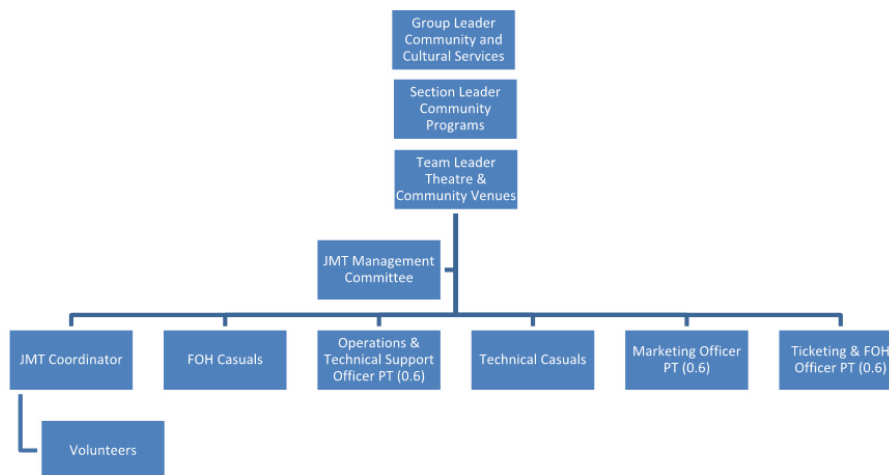 Group Leader
Community and
Cultural Services
Section Leader
Community
Programs
Team Leader
Theatre &
Community Venues
JMT Management
Committee
JMT Coordinator
FOH Casuals
Operations &
Technical Support
Officer PT (0.6)
Technical Casuals
Marketing Officer
PT (0.6)
Ticketing & FOH
Officer PT (0.6)
Volunteers